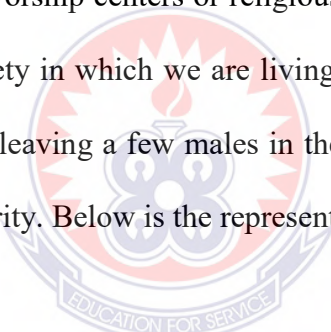 orship centers of religious
ety in which we are living
leaving a few males in the
rity. Below is the represent
EDUCATION FOR SERVICE